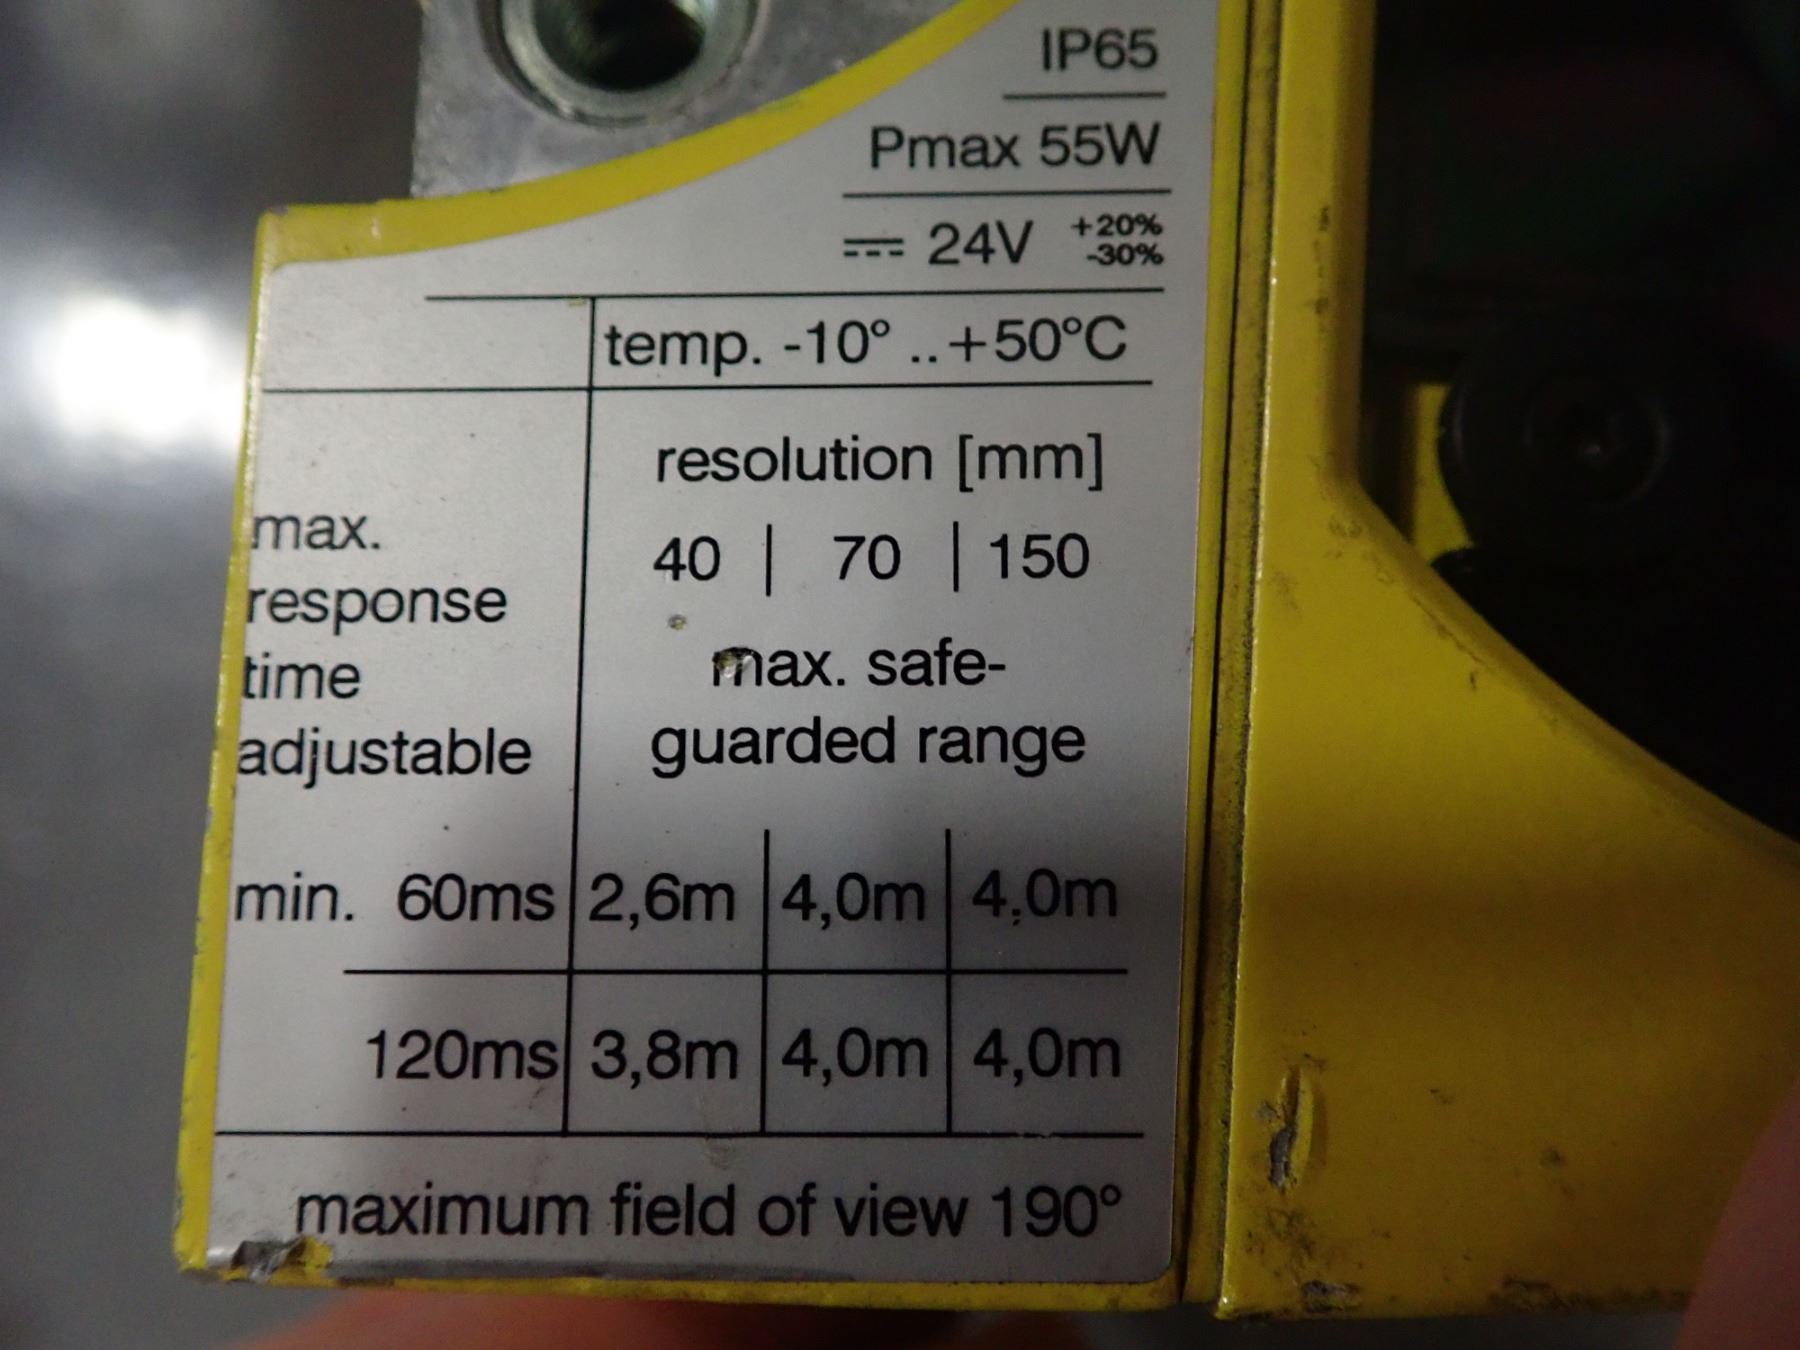 IP65
Pmax 55W
⎓ 24V +20% -30%
temp. -10° ..+50°C
resolution [mm]
40 | 70 | 150
max.
response
time
adjustable
max. safe-
guarded range
min. 60ms 2,6m 4,0m 4,0m
120ms 3,8m 4,0m 4,0m
maximum field of view 190°